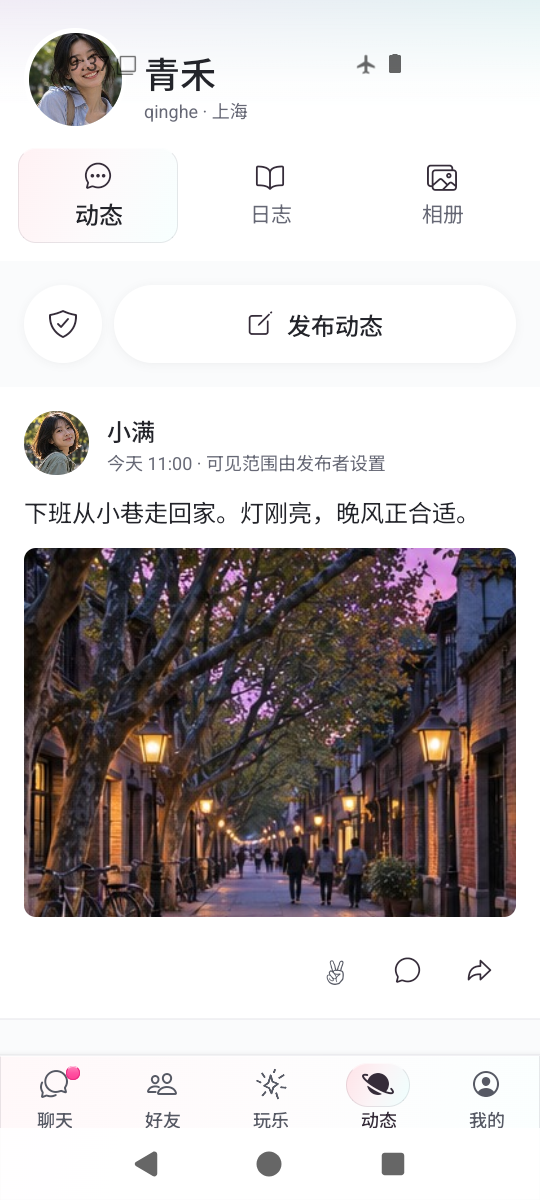 青禾
qinghe · 上海
动态
日志
相册
发布动态
小满
今天 11:00 · 可见范围由发布者设置
下班从小巷走回家。灯刚亮，晚风正合适。
聊天
好友
玩乐
动态
我的